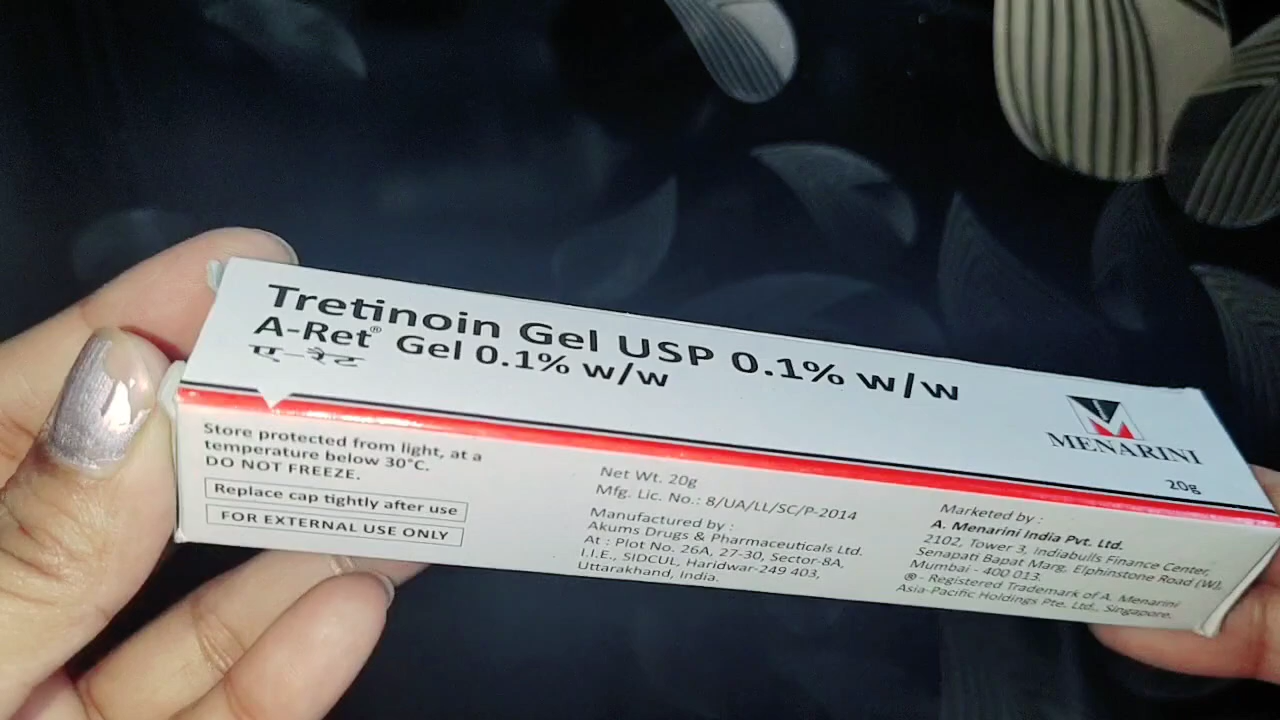 Tretinoin Gel USP 0.1% w/w
A-Ret® Gel 0.1% w/w
ए-रेट
MENARINI
20g
Store protected from light, at a
temperature below 30°C.
DO NOT FREEZE.
Replace cap tightly after use
FOR EXTERNAL USE ONLY
Net Wt. 20g
Mfg. Lic. No.: 8/UA/LL/SC/P-2014
Manufactured by :
Akums Drugs & Pharmaceuticals Ltd.
At : Plot No. 26A, 27-30, Sector-8A,
I.I.E., SIDCUL, Haridwar-249 403,
Uttarakhand, India.
Marketed by :
A. Menarini India Pvt. Ltd.
2102, Tower 3, Indiabulls Finance Center,
Senapati Bapat Marg, Elphinstone Road (W),
Mumbai - 400 013.
® - Registered Trademark of A. Menarini
Asia-Pacific Holdings Pte. Ltd., Singapore.